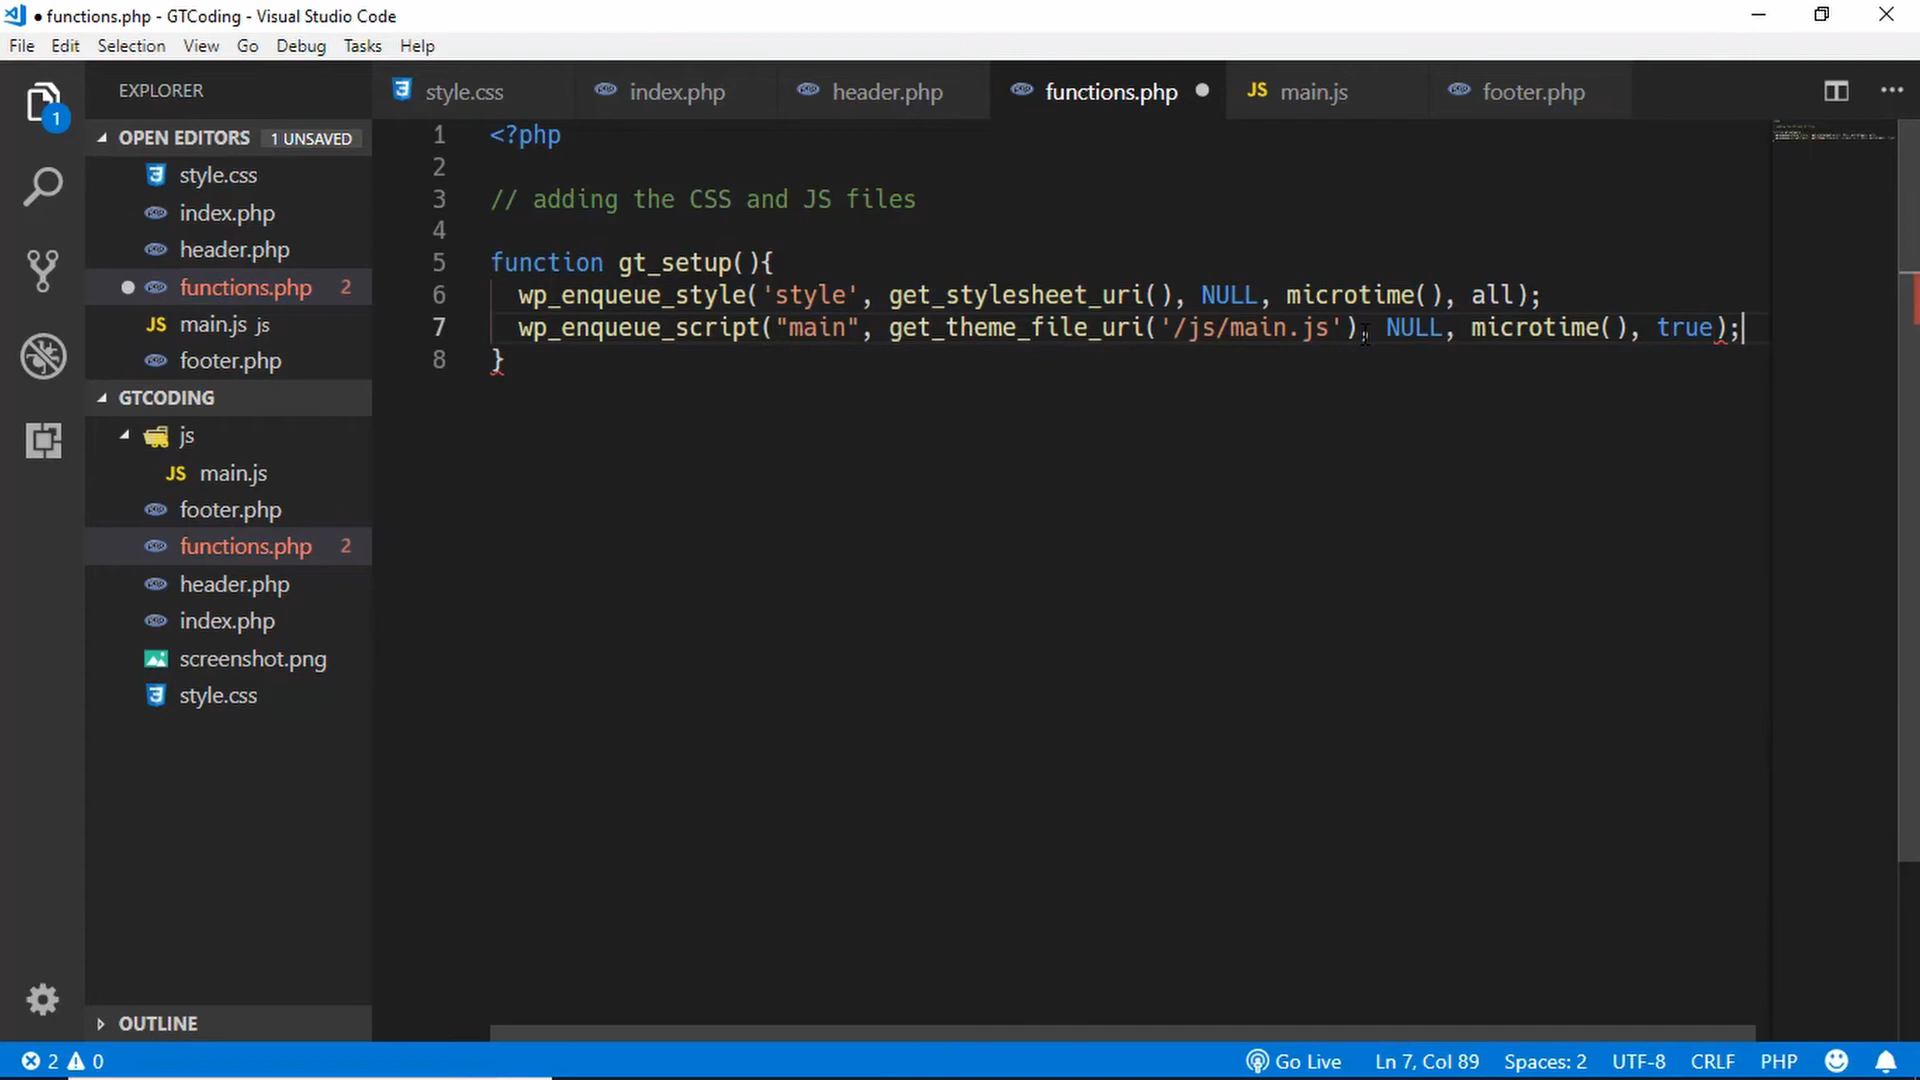 functions.php - GTCoding - Visual Studio Code
File Edit Selection View Go Debug Tasks Help
EXPLORER
style.css index.php header.php functions.php JS main.js footer.php
1
OPEN EDITORS 1 UNSAVED
style.css
index.php
header.php
functions.php 2
JS main.js js
footer.php
GTCODING
js
JS main.js
footer.php
functions.php 2
header.php
index.php
screenshot.png
style.css
OUTLINE
1 <?php
2
3 // adding the CSS and JS files
4
5 function gt_setup(){
6 wp_enqueue_style('style', get_stylesheet_uri(), NULL, microtime(), all);
7 wp_enqueue_script("main", get_theme_file_uri('/js/main.js'); NULL, microtime(), true);
8 }
2 0 Go Live Ln 7, Col 89 Spaces: 2 UTF-8 CRLF PHP